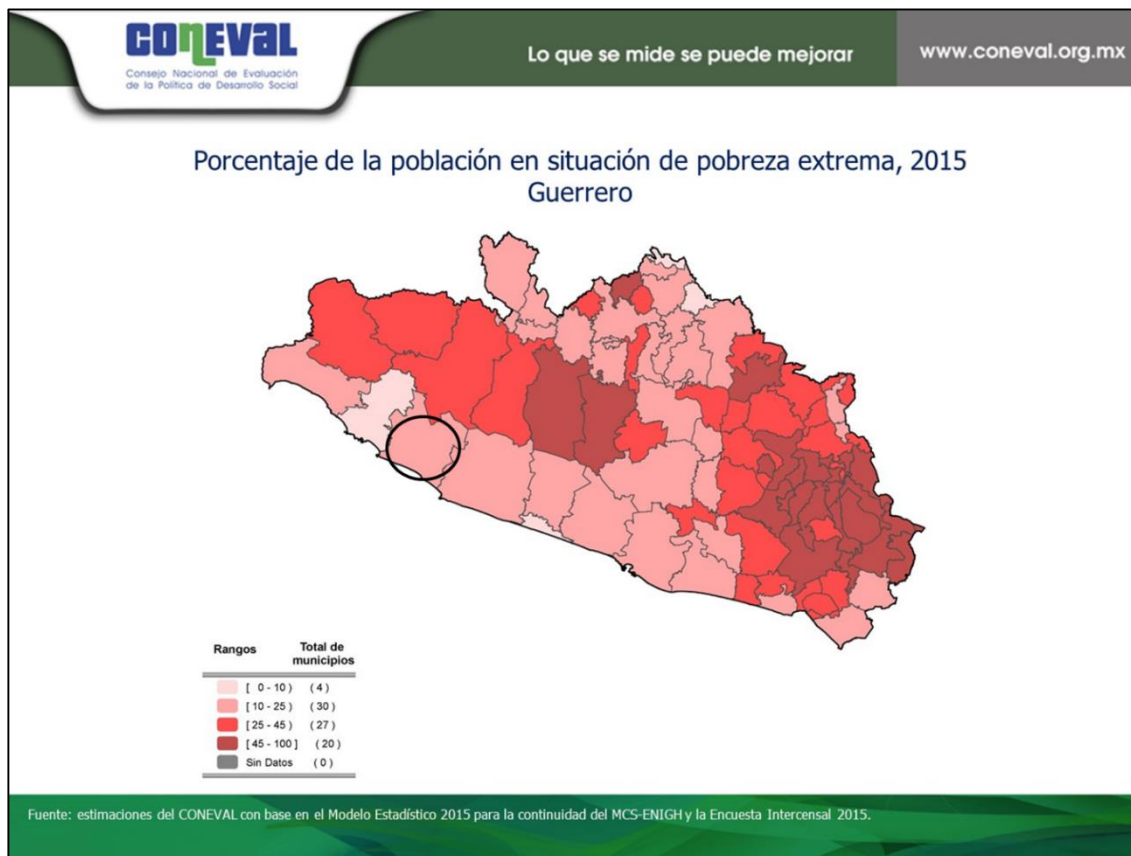 CONEVAL
Consejo Nacional de Evaluación
de la Política de Desarrollo Social
Lo que se mide se puede mejorar
www.coneval.org.mx
Porcentaje de la población en situación de pobreza extrema, 2015
Guerrero
Rangos Total de municipios
[ 0 - 10 ) ( 4 )
[ 10 - 25 ) ( 30 )
[ 25 - 45 ) ( 27 )
[ 45 - 100 ] ( 20 )
Sin Datos ( 0 )
Fuente: estimaciones del CONEVAL con base en el Modelo Estadístico 2015 para la continuidad del MCS-ENIGH y la Encuesta Intercensal 2015.